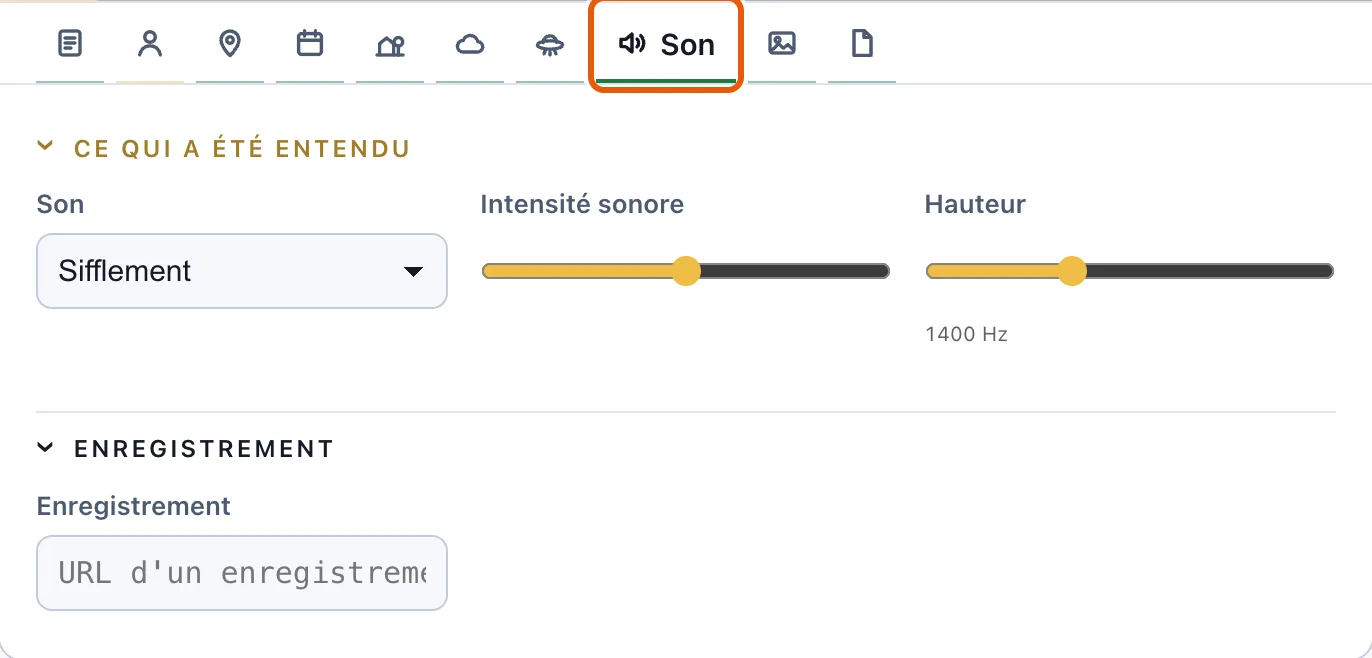 Son
CE QUI A ÉTÉ ENTENDU
Son
Intensité sonore
Hauteur
Sifflement
1400 Hz
ENREGISTREMENT
Enregistrement
URL d'un enregistreme